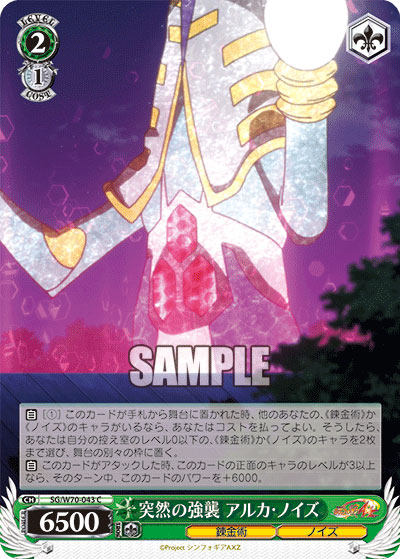 LEVEL
2
1
COST
SAMPLE
自 [①] このカードが手札から舞台に置かれた時、他のあなたの、《錬金術》か
《ノイズ》のキャラがいるなら、あなたはコストを払ってよい。そうしたら、
あなたは自分の控え室のレベル0以下の、《錬金術》か《ノイズ》のキャラを2枚
まで選び、舞台の別々の枠に置く。
自 このカードがアタックした時、このカードの正面のキャラのレベルが3以上
なら、そのターン中、このカードのパワーを+6000。
CH SG/W70-043 C
6500
突然の強襲 アルカ・ノイズ
錬金術 ノイズ
©Project シンフォギアAXZ